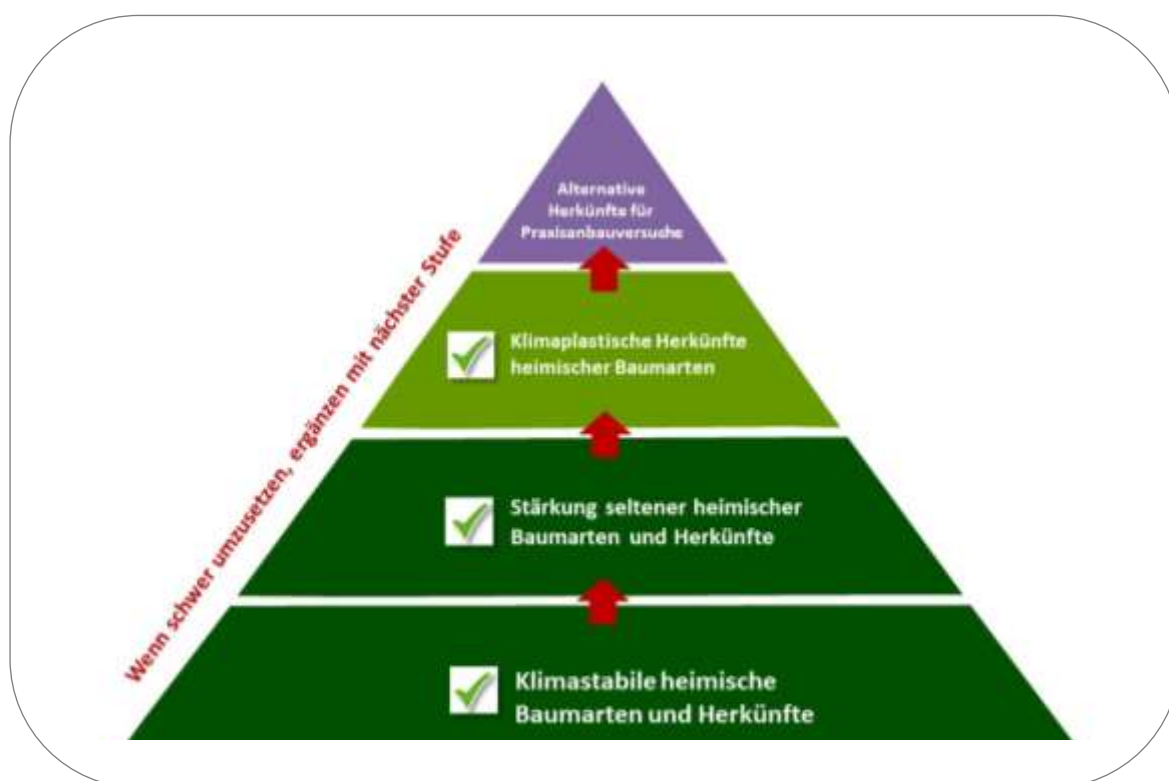 Alternative
Herkünfte für
Praxisanbauversuche
Wenn schwer umzusetzen, ergänzen mit nächster Stufe
Klimaplastische Herkünfte
heimischer Baumarten
Stärkung seltener heimischer
Baumarten und Herkünfte
Klimastabile heimische
Baumarten und Herkünfte